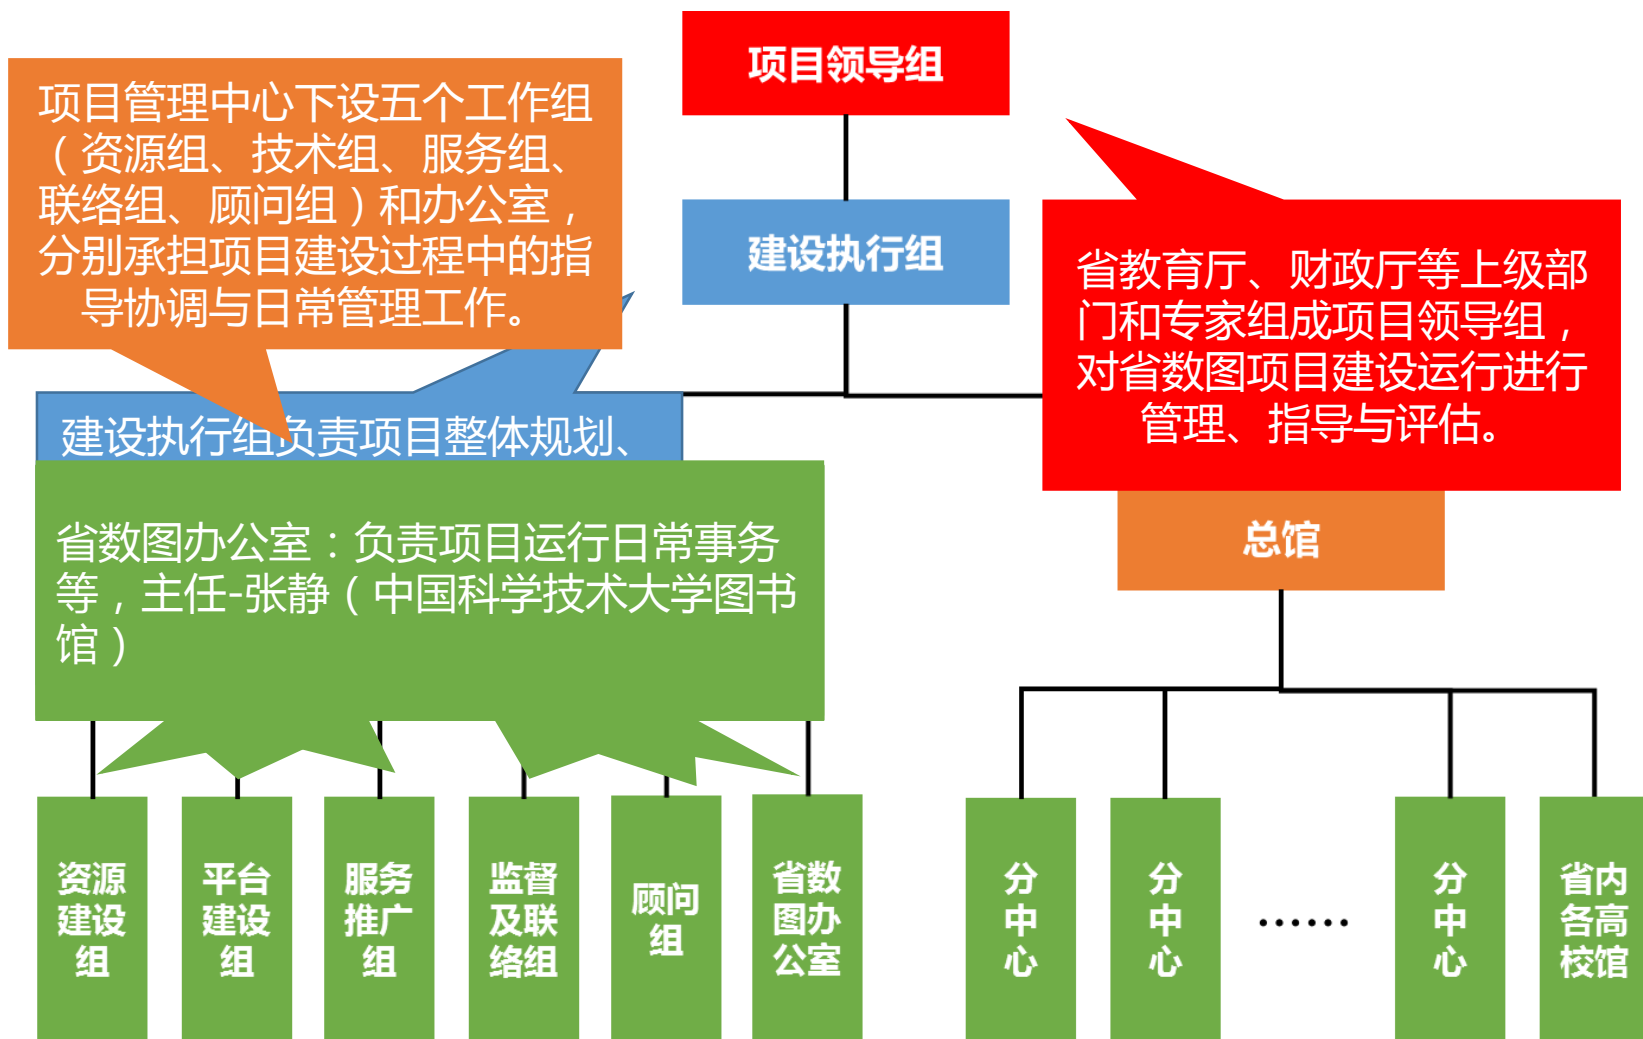 项目领导组
项目管理中心下设五个工作组
（资源组、技术组、服务组、
联络组、顾问组）和办公室，
分别承担项目建设过程中的指
导协调与日常管理工作。
建设执行组
省教育厅、财政厅等上级部
门和专家组成项目领导组，
对省数图项目建设运行进行
管理、指导与评估。
建设执行组负责项目整体规划、
省数图办公室：负责项目运行日常事务
等，主任-张静（中国科学技术大学图书
馆）
总馆
资源
建设
组
平台
建设
组
服务
推广
组
监督
及联
络组
顾问
组
省数
图办
公室
分
中
心
分
中
心
……
分
中
心
省内
各高
校馆